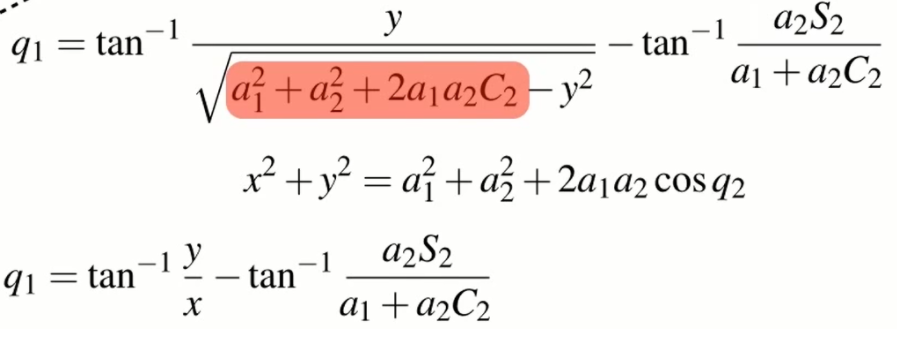 q₁ = tan⁻¹ y / √(a₁² + a₂² + 2a₁a₂C₂ − y²) − tan⁻¹ a₂S₂ / (a₁ + a₂C₂)
x² + y² = a₁² + a₂² + 2a₁a₂ cos q₂
q₁ = tan⁻¹ y / x − tan⁻¹ a₂S₂ / (a₁ + a₂C₂)